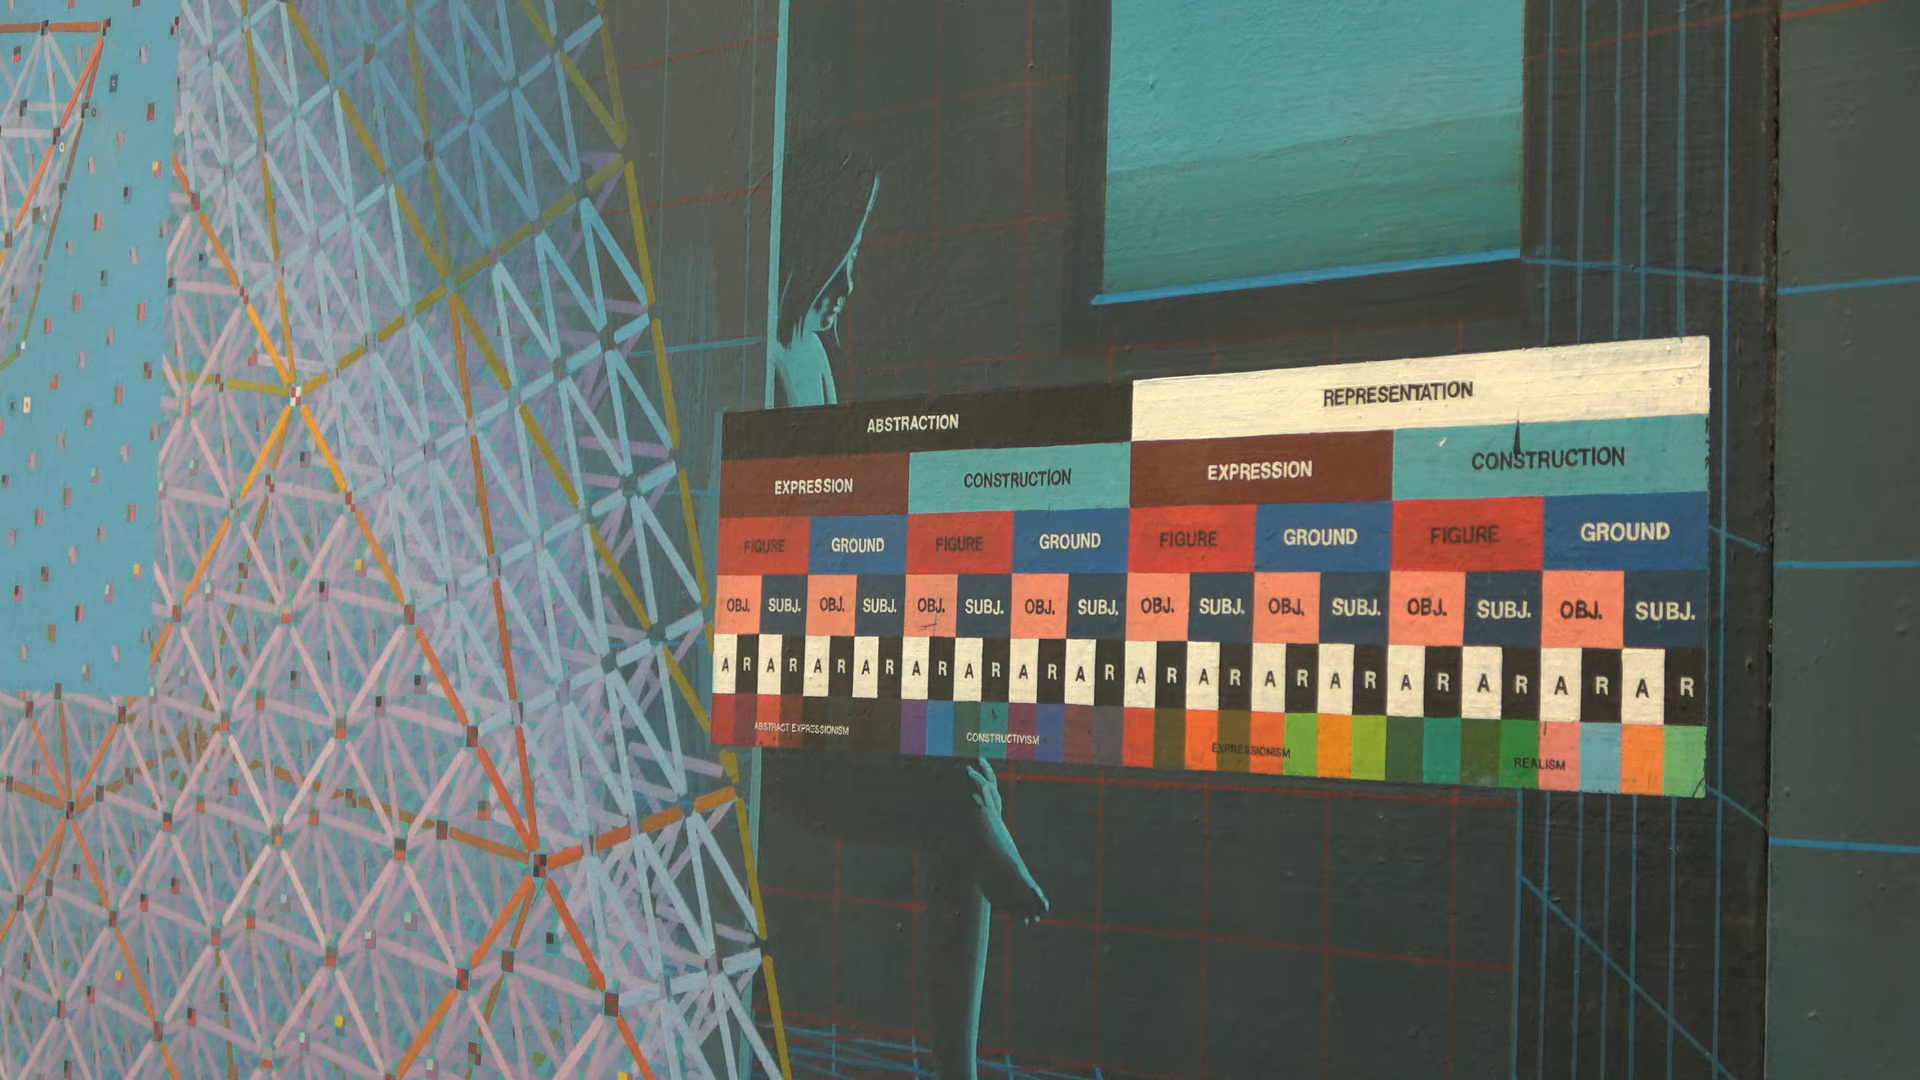 ABSTRACTION REPRESENTATION
EXPRESSION CONSTRUCTION EXPRESSION CONSTRUCTION
FIGURE GROUND FIGURE GROUND FIGURE GROUND FIGURE GROUND
OBJ. SUBJ. OBJ. SUBJ. OBJ. SUBJ. OBJ. SUBJ. OBJ. SUBJ. OBJ. SUBJ. OBJ. SUBJ. OBJ. SUBJ.
A R A R A R A R A R A R A R A R A R A R A R A R A R A R A R A R
ABSTRACT EXPRESSIONISM CONSTRUCTIVISM EXPRESSIONISM REALISM